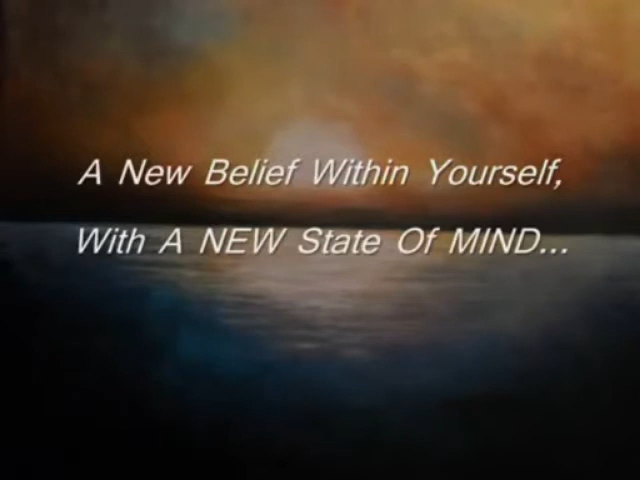 A New Belief Within Yourself,
With A NEW State Of MIND...